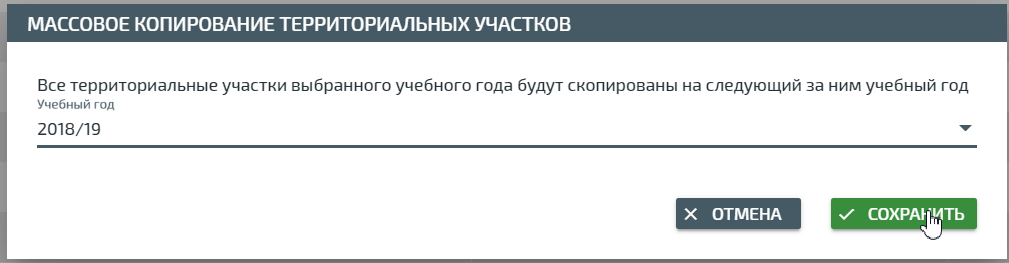 МАССОВОЕ КОПИРОВАНИЕ ТЕРРИТОРИАЛЬНЫХ УЧАСТКОВ
Все территориальные участки выбранного учебного года будут скопированы на следующий за ним учебный год
Учебный год
2018/19
ОТМЕНА
СОХРАНИТЬ